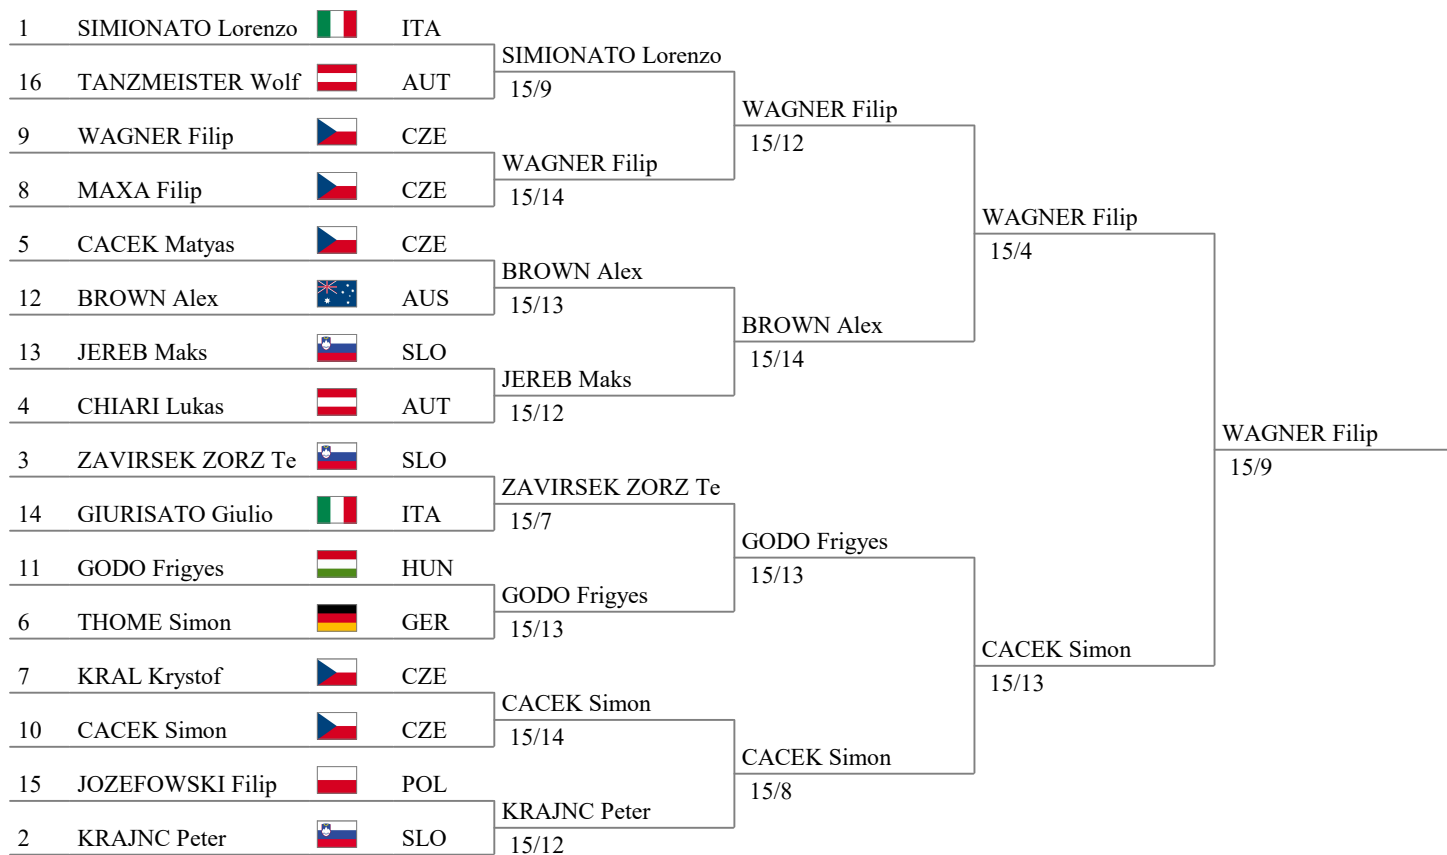 1 SIMIONATO Lorenzo ITA
SIMIONATO Lorenzo
16 TANZMEISTER Wolf AUT
15/9
WAGNER Filip
9 WAGNER Filip CZE
15/12
WAGNER Filip
8 MAXA Filip CZE
15/14
WAGNER Filip
5 CACEK Matyas CZE
15/4
BROWN Alex
12 BROWN Alex AUS
15/13
BROWN Alex
13 JEREB Maks SLO
15/14
JEREB Maks
4 CHIARI Lukas AUT
15/12
WAGNER Filip
3 ZAVIRSEK ZORZ Te SLO
15/9
ZAVIRSEK ZORZ Te
14 GIURISATO Giulio ITA
15/7
GODO Frigyes
11 GODO Frigyes HUN
15/13
GODO Frigyes
6 THOME Simon GER
15/13
CACEK Simon
7 KRAL Krystof CZE
15/13
CACEK Simon
10 CACEK Simon CZE
15/14
CACEK Simon
15 JOZEFOWSKI Filip POL
15/8
KRAJNC Peter
2 KRAJNC Peter SLO
15/12